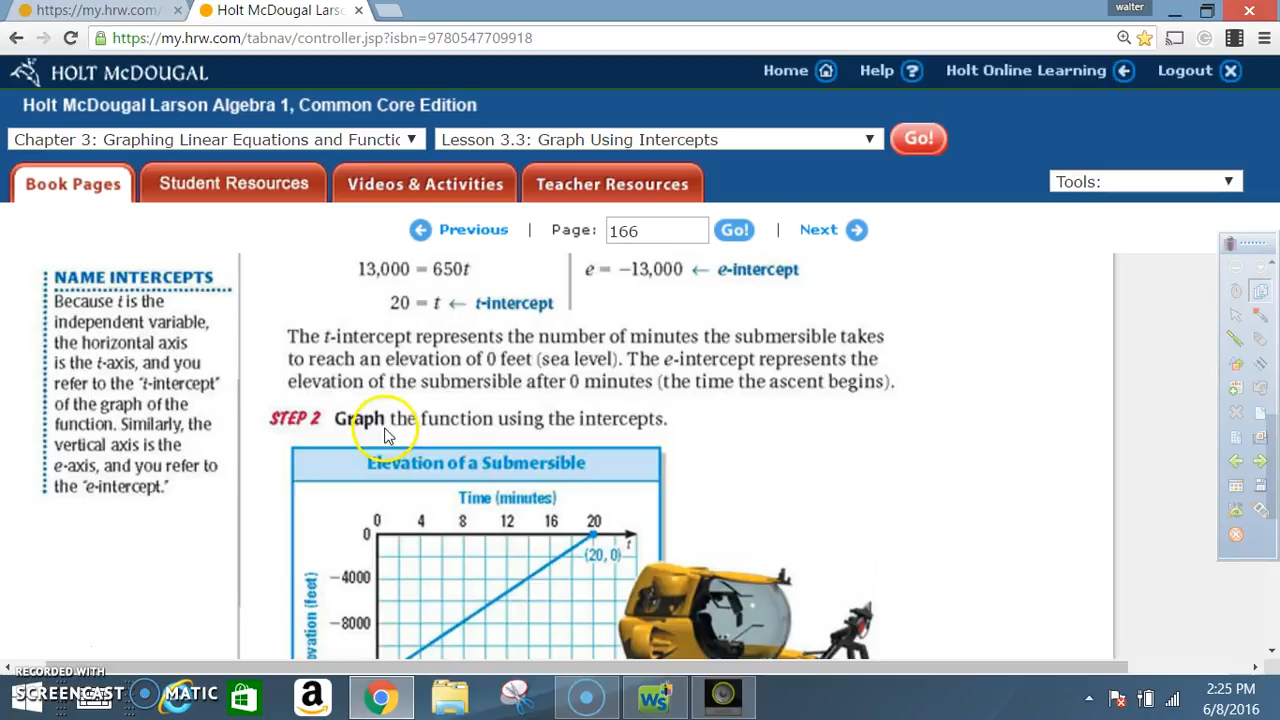 https://my.hrw.com/tabnav/
Holt McDougal Lars
walter
https://my.hrw.com/tabnav/controller.jsp?isbn=9780547709918
HOLT McDOUGAL
Home
Help
Holt Online Learning
Logout
Holt McDougal Larson Algebra 1, Common Core Edition
Chapter 3: Graphing Linear Equations and Functic
Lesson 3.3: Graph Using Intercepts
Go!
Book Pages
Student Resources
Videos & Activities
Teacher Resources
Tools:
Previous | Page: 166 Go! | Next
NAME INTERCEPTS
Because t is the
independent variable,
the horizontal axis
is the t-axis, and you
refer to the "t-intercept"
of the graph of the
function. Similarly, the
vertical axis is the
e-axis, and you refer to
the "e-intercept."
13,000 = 650t
20 = t ← t-intercept
e = −13,000 ← e-intercept
The t-intercept represents the number of minutes the submersible takes
to reach an elevation of 0 feet (sea level). The e-intercept represents the
elevation of the submersible after 0 minutes (the time the ascent begins).
STEP 2 Graph the function using the intercepts.
Elevation of a Submersible
Time (minutes)
0 4 8 12 16 20
0
t
(20, 0)
−4000
−8000
(feet)
RECORDED WITH
SCREENCAST MATIC
2:25 PM
6/8/2016